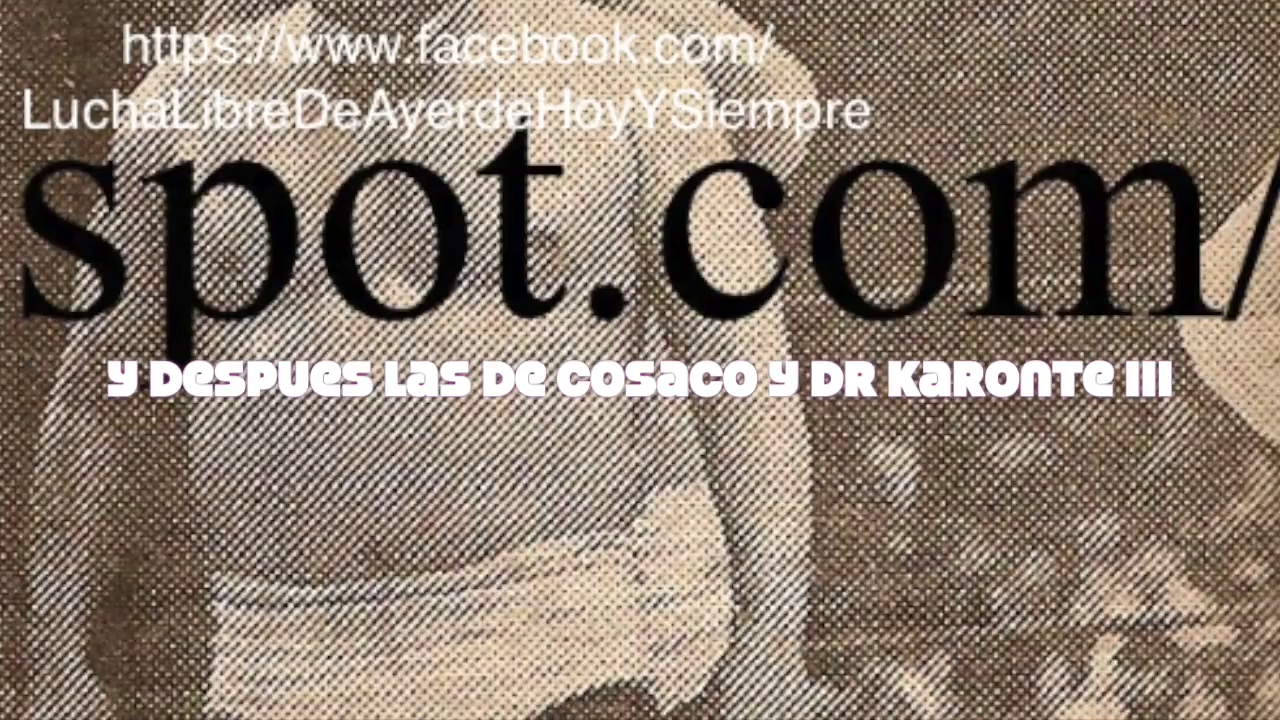 https://www.facebook.com/
LuchaLibreDeAyerdeHoyYSiempre
spot.com/
Y DESPUES LAS DE COSACO Y DR KARONTE III